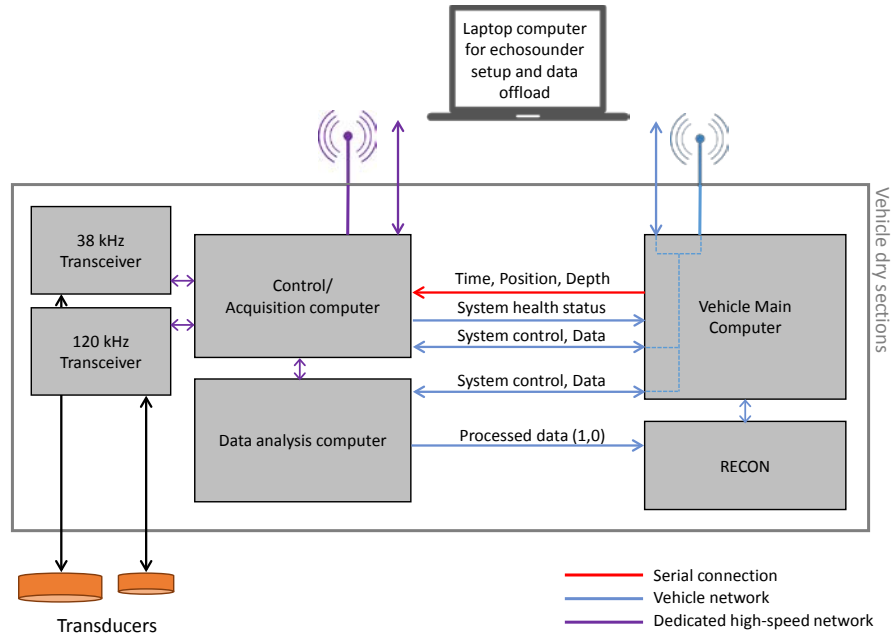 Laptop computer
for echosounder
setup and data
offload
Vehicle dry sections
38 kHz
Transceiver
120 kHz
Transceiver
Control/
Acquisition computer
Time, Position, Depth
System health status
System control, Data
System control, Data
Vehicle Main
Computer
Data analysis computer
Processed data (1,0)
RECON
Transducers
Serial connection
Vehicle network
Dedicated high-speed network